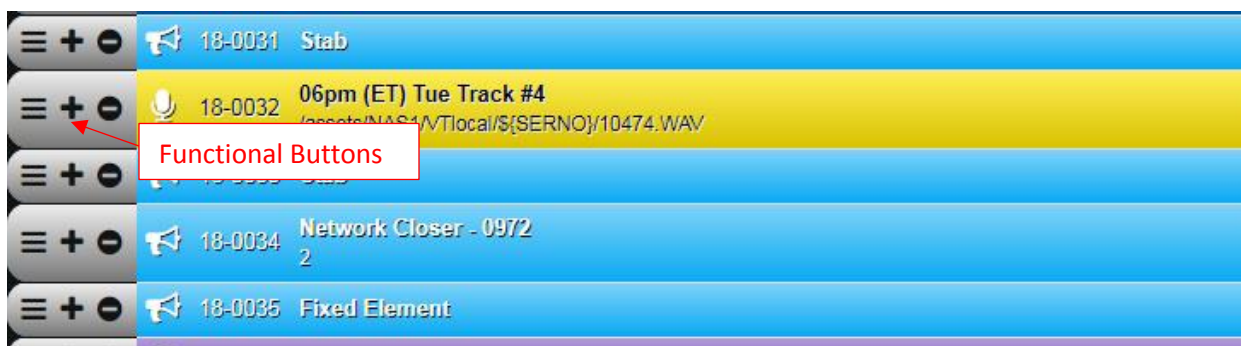 18-0031 Stab
18-0032 06pm (ET) Tue Track #4
/assets/NAS1/VTlocal/${SERNO}/10474.WAV
Functional Buttons
18-0034 Network Closer - 0972
2
18-0035 Fixed Element